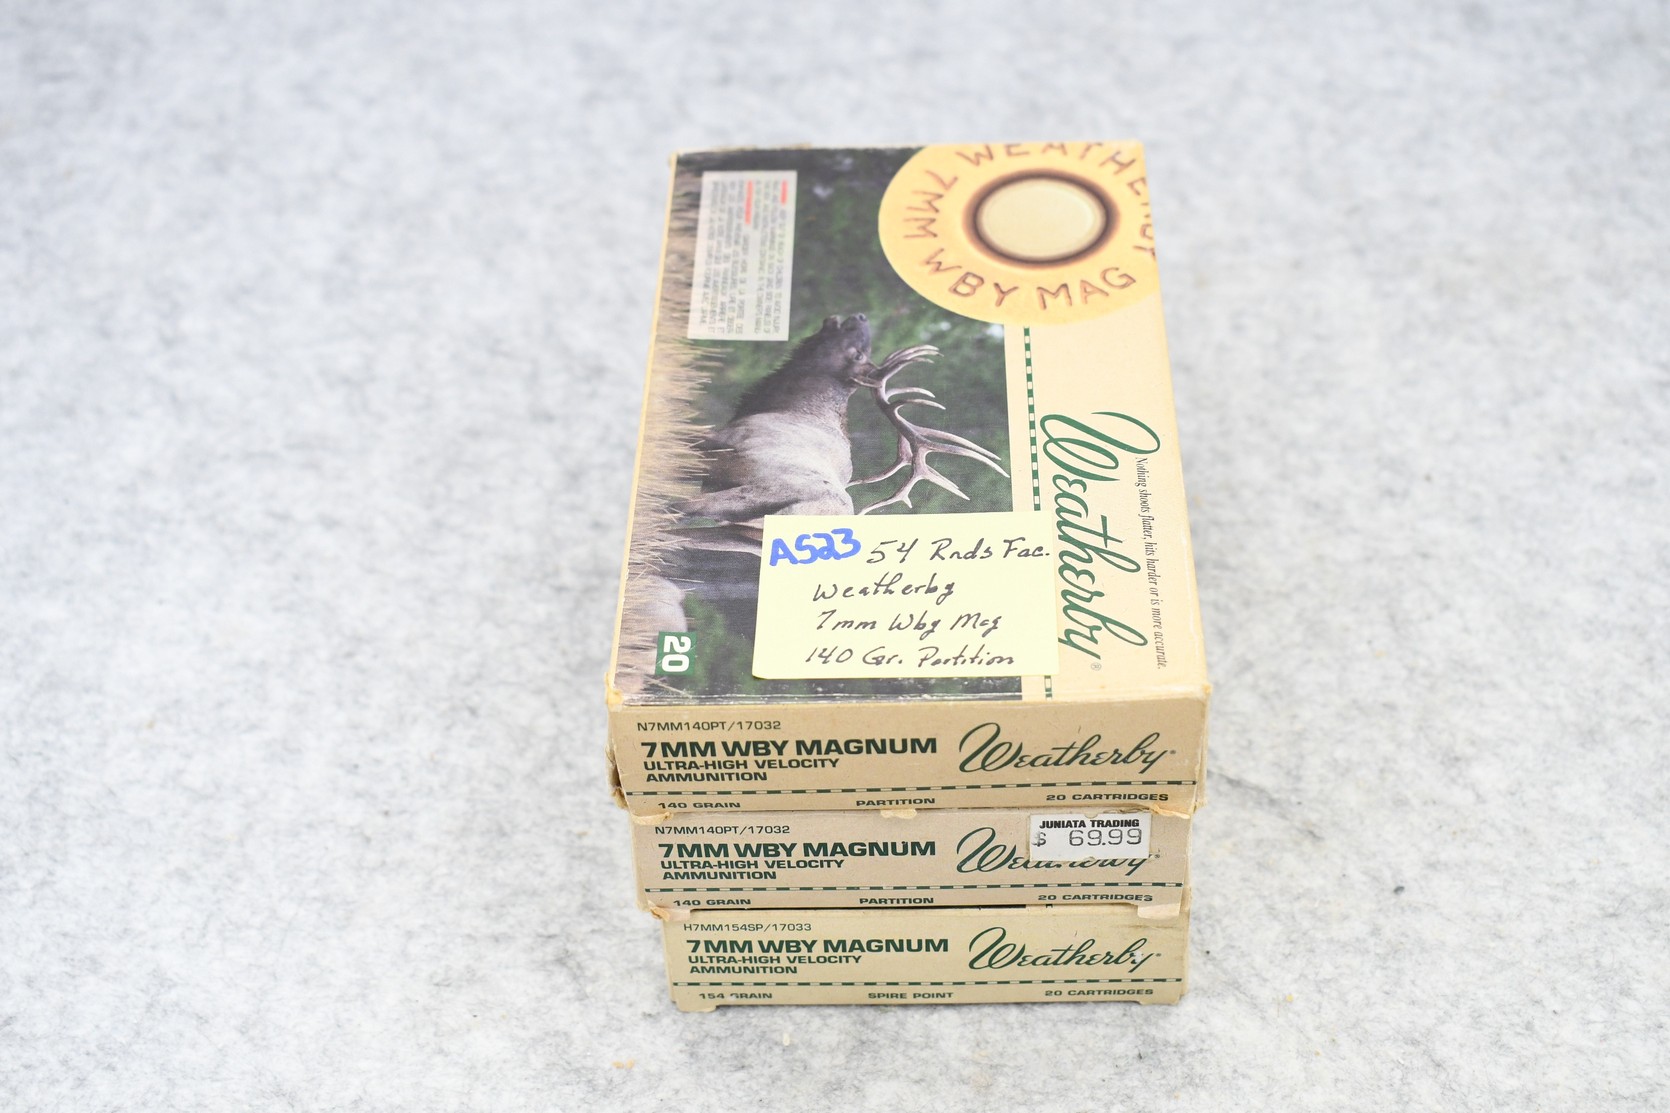 WEATHERBY
7MM WBY MAG
Weatherby®
Nothing shoots flatter, hits harder or is more accurate.
20
A523 54 Rnds Fac.
Weatherby
7mm Wby Mag
140 Gr. Partition
N7MM140PT/17032
7MM WBY MAGNUM
ULTRA-HIGH VELOCITY
AMMUNITION
Weatherby®
140 GRAIN PARTITION 20 CARTRIDGES
N7MM140PT/17032
7MM WBY MAGNUM
ULTRA-HIGH VELOCITY
AMMUNITION
Weatherby®
JUNIATA TRADING
$ 69.99
140 GRAIN PARTITION 20 CARTRIDGES
H7MM154SP/17033
7MM WBY MAGNUM
ULTRA-HIGH VELOCITY
AMMUNITION
Weatherby®
154 GRAIN SPIRE POINT 20 CARTRIDGES